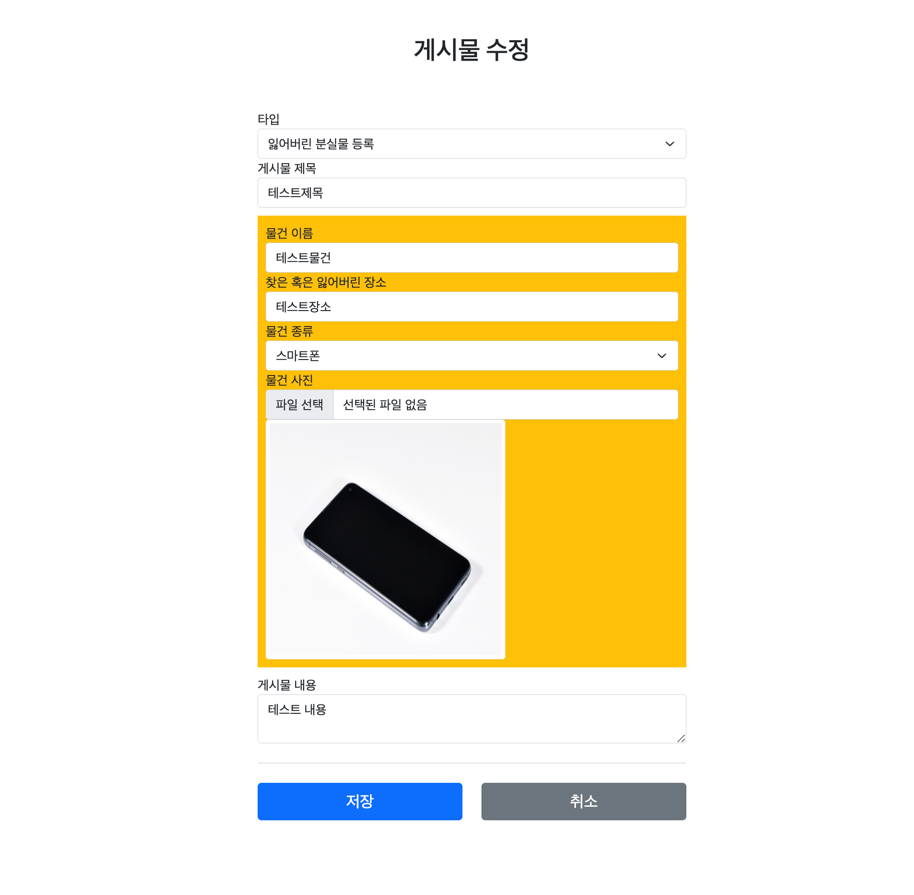 게시물 수정
타입
잃어버린 분실물 등록
게시물 제목
테스트제목
물건 이름
테스트물건
찾은 혹은 잃어버린 장소
테스트장소
물건 종류
스마트폰
물건 사진
파일 선택 선택된 파일 없음
게시물 내용
테스트 내용
저장 취소